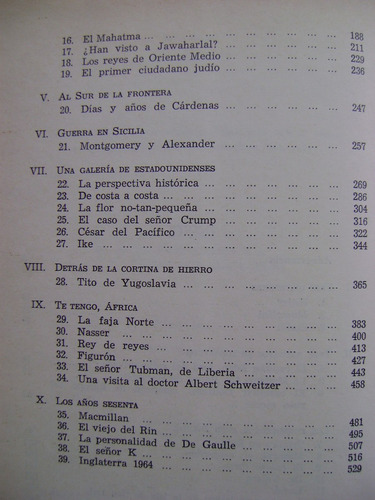 16. El Mahatma ... ... ... ... ... ... ... ... ... ... 188
17. ¿Han visto a Jawaharlal? ... ... ... ... ... 211
18. Los reyes de Oriente Medio ... ... ... ... ... 229
19. El primer ciudadano judío ... ... ... ... ... 236
V. AL SUR DE LA FRONTERA
20. Días y años de Cárdenas ... ... ... ... ... 247
VI. GUERRA EN SICILIA
21. Montgomery y Alexander ... ... ... ... ... 257
VII. UNA GALERÍA DE ESTADOUNIDENSES
22. La perspectiva histórica ... ... ... ... ... ... 269
23. De costa a costa ... ... ... ... ... ... ... ... 286
24. La flor no-tan-pequeña ... ... ... ... ... ... 304
25. El caso del señor Crump ... ... ... ... ... 316
26. César del Pacífico ... ... ... ... ... ... ... 322
27. Ike ... ... ... ... ... ... ... ... ... ... ... 344
VIII. DETRÁS DE LA CORTINA DE HIERRO
28. Tito de Yugoslavia ... ... ... ... ... ... ... 365
IX. TE TENGO, ÁFRICA
29. La faja Norte ... ... ... ... ... ... ... ... 383
30. Nasser ... ... ... ... ... ... ... ... ... ... 400
31. Rey de reyes ... ... ... ... ... ... ... ... 413
32. Figurón ... ... ... ... ... ... ... ... ... ... 427
33. El señor Tubman, de Liberia ... ... ... ... 443
34. Una visita al doctor Albert Schweitzer ... ... 458
X. LOS AÑOS SESENTA
35. Macmillan ... ... ... ... ... ... ... ... ... 481
36. El viejo del Rin ... ... ... ... ... ... ... ... 495
37. La personalidad de De Gaulle ... ... ... ... 507
38. El señor K ... ... ... ... ... ... ... ... ... 516
39. Inglaterra 1964 ... ... ... ... ... ... ... ... 529